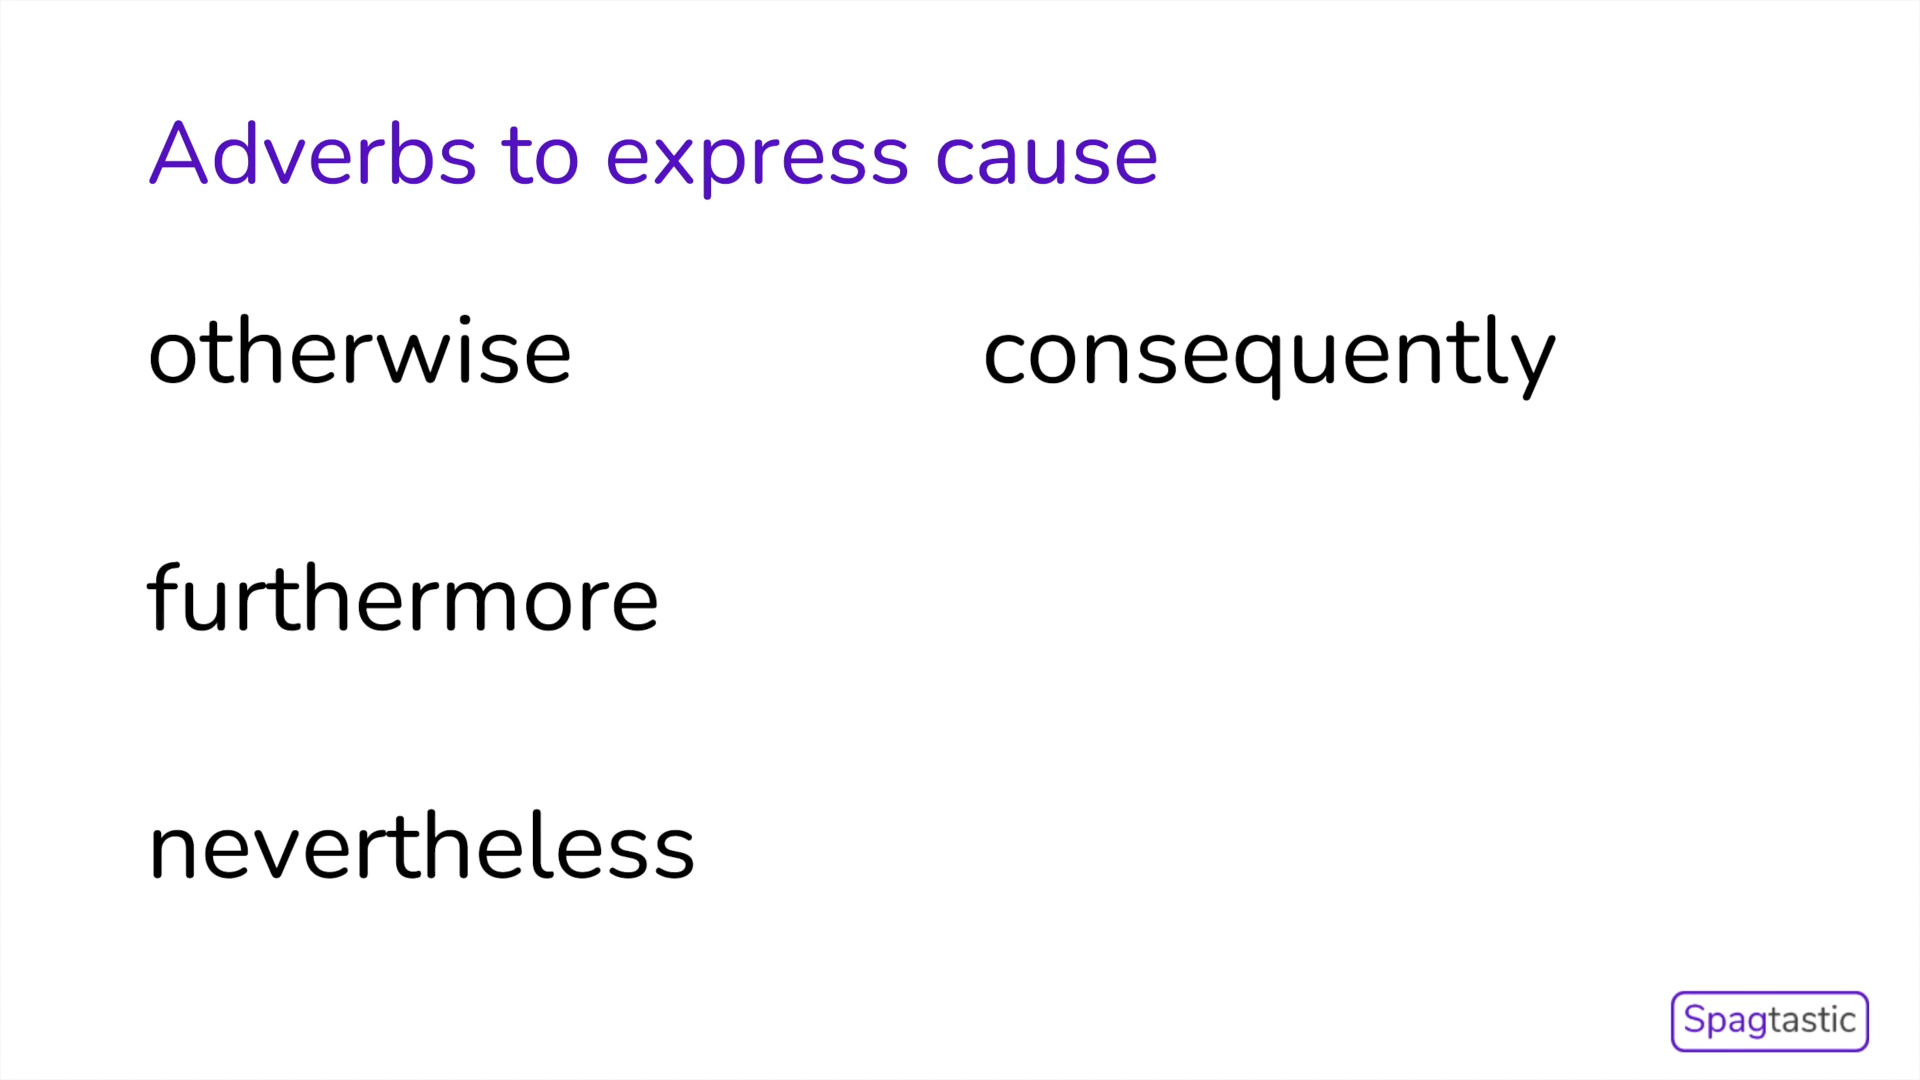 Adverbs to express cause
otherwise
consequently
furthermore
nevertheless
Spagtastic